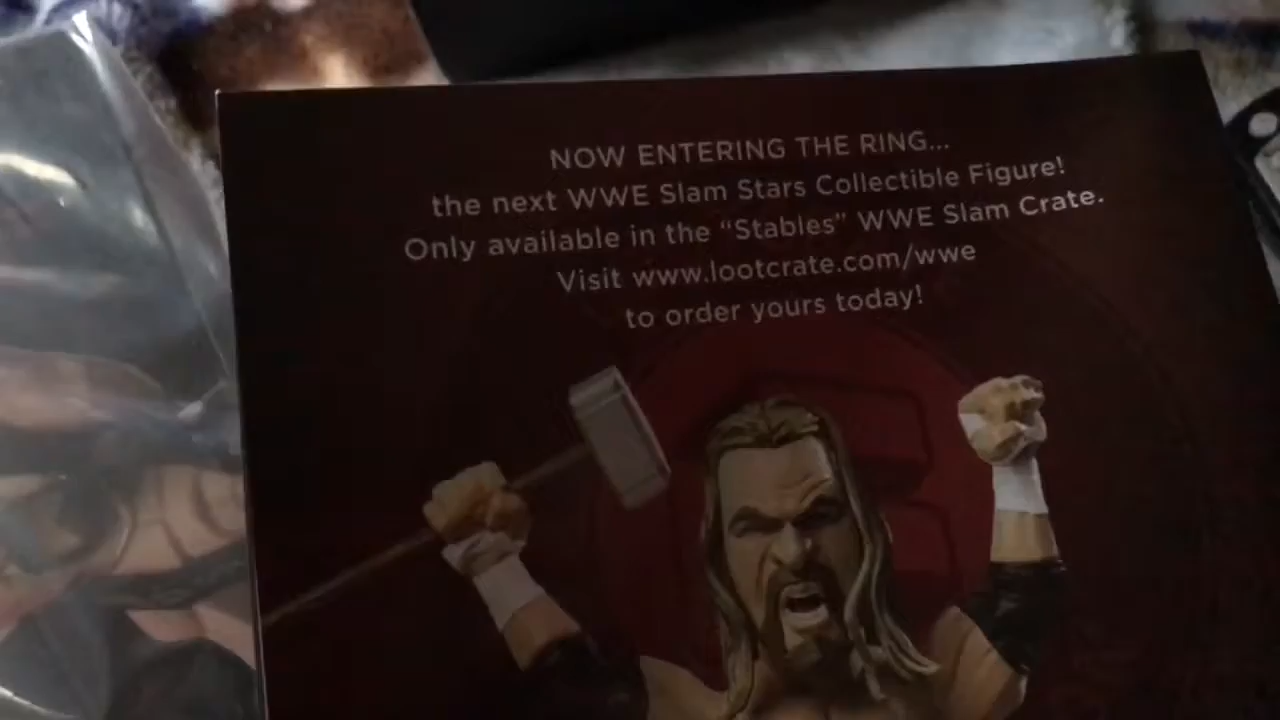 NOW ENTERING THE RING...
the next WWE Slam Stars Collectible Figure!
Only available in the “Stables” WWE Slam Crate.
Visit www.lootcrate.com/wwe
to order yours today!